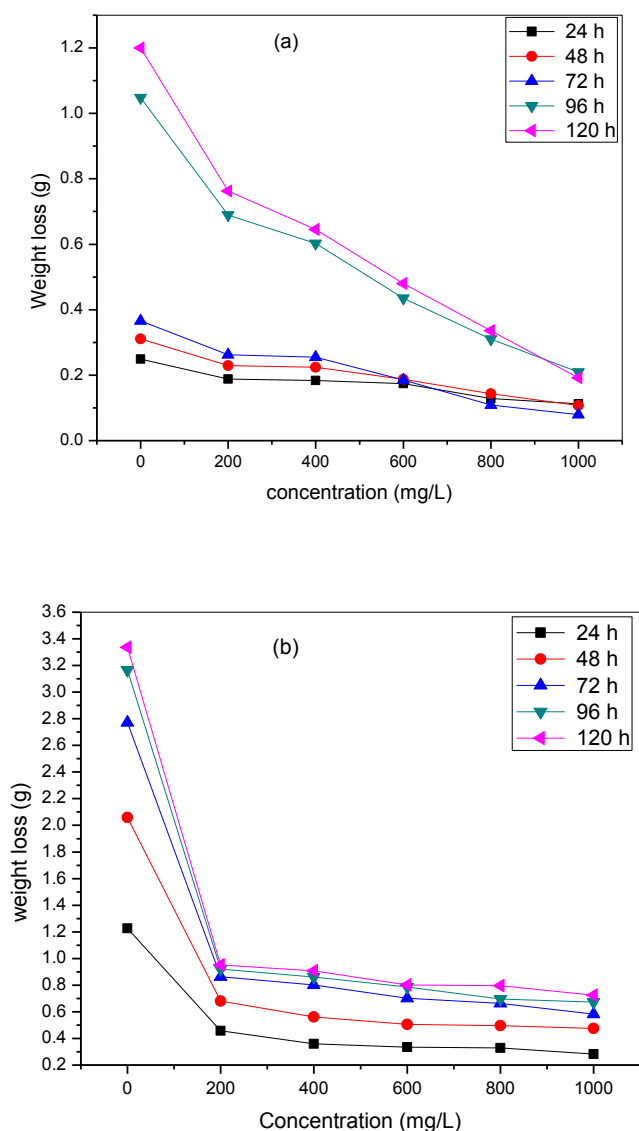 (a)
24 h
48 h
72 h
96 h
120 h
1.2
1.0
0.8
0.6
0.4
0.2
0.0
Weight loss (g)
0 200 400 600 800 1000
concentration (mg/L)
(b)
24 h
48 h
72 h
96 h
120 h
3.6
3.4
3.2
3.0
2.8
2.6
2.4
2.2
2.0
1.8
1.6
1.4
1.2
1.0
0.8
0.6
0.4
0.2
weight loss (g)
0 200 400 600 800 1000
Concentration (mg/L)